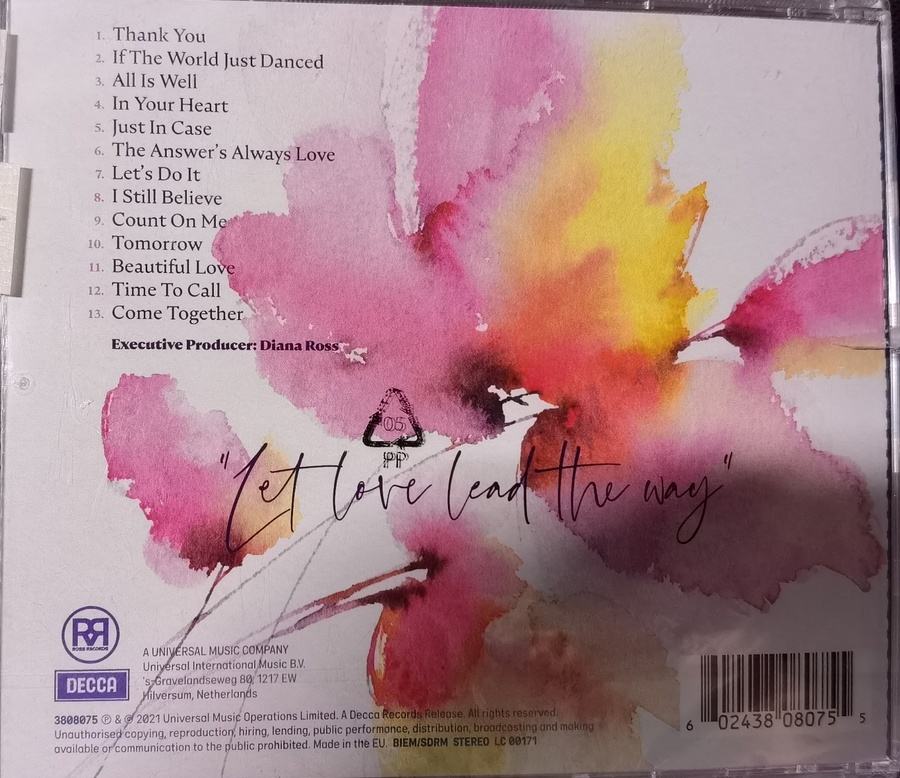 1. Thank You
2. If The World Just Danced
3. All Is Well
4. In Your Heart
5. Just In Case
6. The Answer's Always Love
7. Let's Do It
8. I Still Believe
9. Count On Me
10. Tomorrow
11. Beautiful Love
12. Time To Call
13. Come Together
Executive Producer: Diana Ross
05
PP
"Let love lead the way"
RR
ROSS RECORDS
DECCA
A UNIVERSAL MUSIC COMPANY
Universal International Music B.V.
's-Gravelandseweg 80, 1217 EW
Hilversum, Netherlands
3808075 ℗ & © 2021 Universal Music Operations Limited. A Decca Records Release. All rights reserved.
Unauthorised copying, reproduction, hiring, lending, public performance, distribution, broadcasting and making
available or communication to the public prohibited. Made in the EU. BIEM/SDRM STEREO LC 00171
6 02438 08075 5